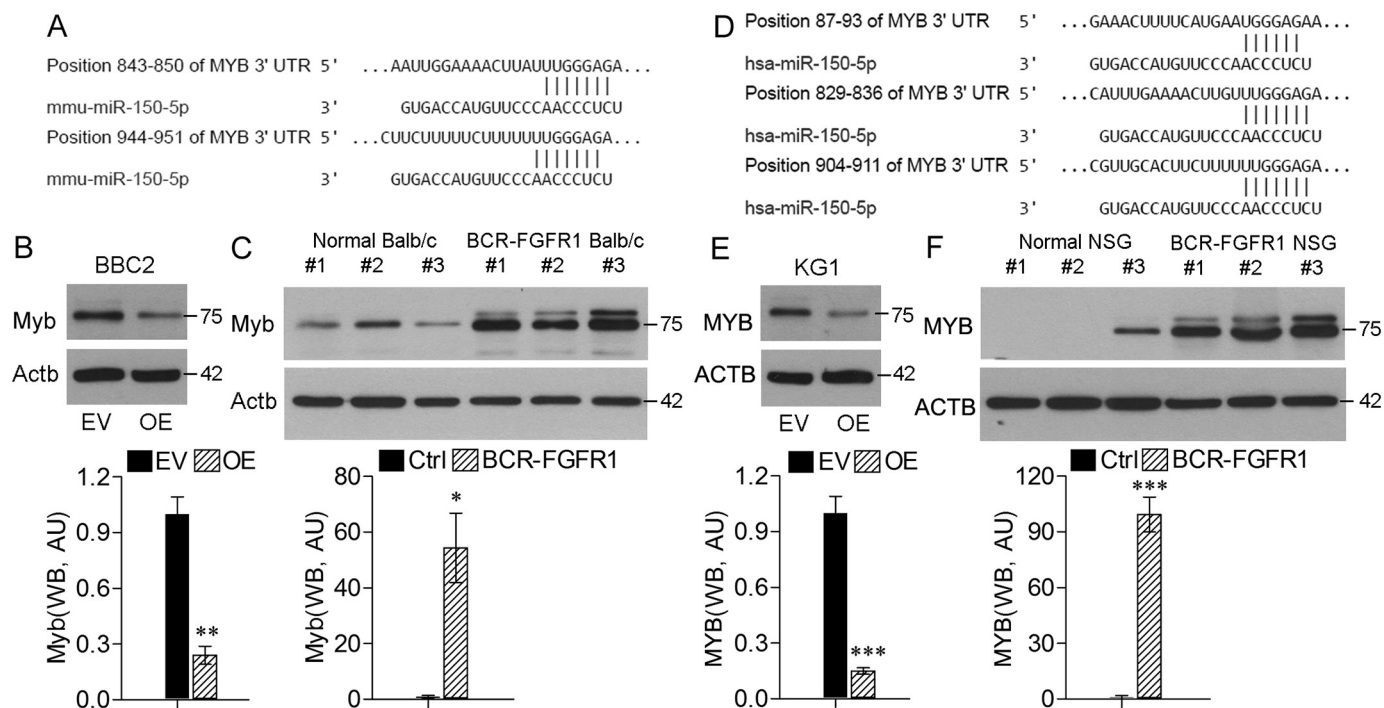 A
Position 843-850 of MYB 3' UTR 5' ...AAUUGGAAAACUUAUUUGGGAGA...
|||||||
mmu-miR-150-5p 3' GUGACCAUGUUCCCAACCCUCU
Position 944-951 of MYB 3' UTR 5' ...CUUCUUUUUCUUUUUUUGGGAGA...
|||||||
mmu-miR-150-5p 3' GUGACCAUGUUCCCAACCCUCU
D
Position 87-93 of MYB 3' UTR 5' ...GAAACUUUUCAUGAAUGGGAGAA...
||||||
hsa-miR-150-5p 3' GUGACCAUGUUCCCAACCCUCU
Position 829-836 of MYB 3' UTR 5' ...CAUUUGAAAACUUGUUUGGGAGA...
|||||||
hsa-miR-150-5p 3' GUGACCAUGUUCCCAACCCUCU
Position 904-911 of MYB 3' UTR 5' ...CGUUGCACUUCUUUUUUGGGAGA...
|||||||
hsa-miR-150-5p 3' GUGACCAUGUUCCCAACCCUCU
B
BBC2
Myb
75
Actb
42
EV OE
EV OE
Myb(WB, AU)
1.2
0.9
0.6
0.3
0.0
**
C
Normal Balb/c BCR-FGFR1 Balb/c
#1 #2 #3 #1 #2 #3
Myb
75
Actb
42
Ctrl BCR-FGFR1
Myb(WB, AU)
80
60
40
20
0
*
E
KG1
MYB
75
ACTB
42
EV OE
EV OE
MYB(WB, AU)
1.2
0.9
0.6
0.3
0.0
***
F
Normal NSG BCR-FGFR1 NSG
#1 #2 #3 #1 #2 #3
MYB
75
ACTB
42
Ctrl BCR-FGFR1
MYB(WB, AU)
120
90
60
30
0
***